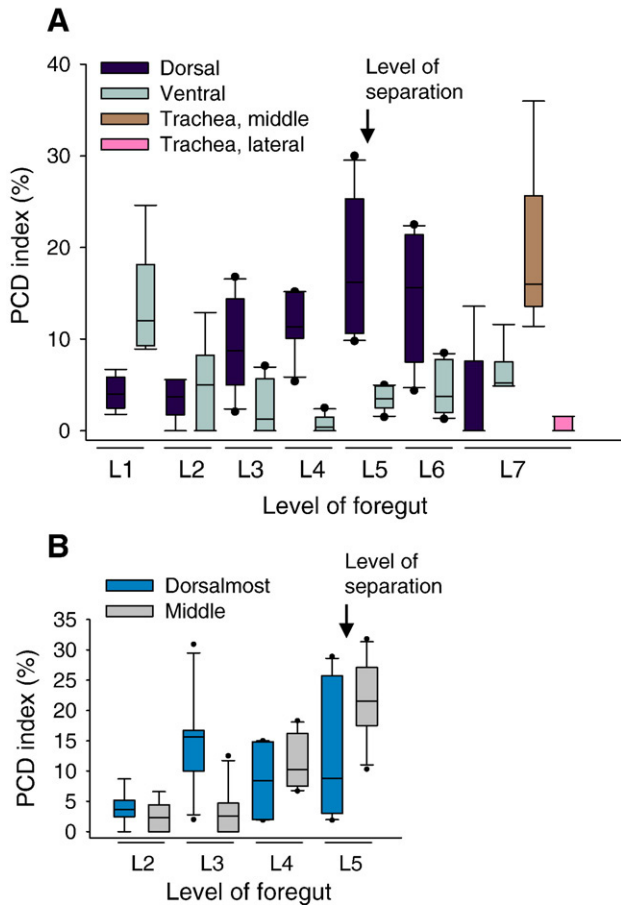 A
Dorsal
Ventral
Trachea, middle
Trachea, lateral
Level of
separation
PCD index (%)
40
30
20
10
0
L1 L2 L3 L4 L5 L6 L7
Level of foregut
B
Dorsalmost
Middle
Level of
separation
PCD index (%)
35
30
25
20
15
10
5
0
L2 L3 L4 L5
Level of foregut